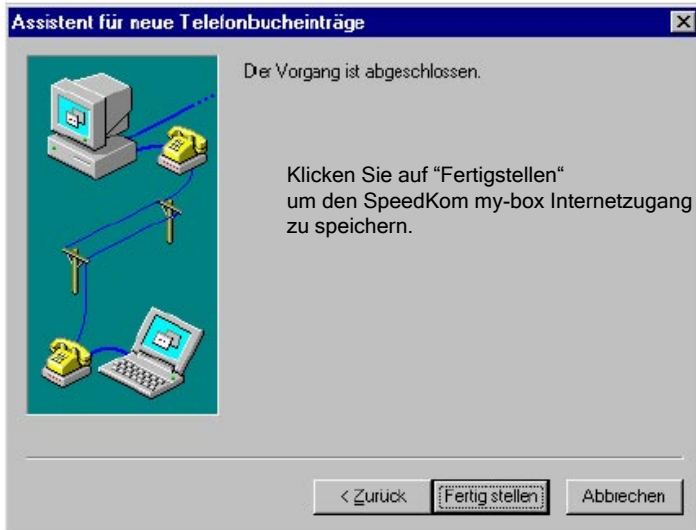 Assistent für neue Telefonbucheinträge
Der Vorgang ist abgeschlossen.
Klicken Sie auf “Fertigstellen“
um den SpeedKom my-box Internetzugang
zu speichern.
< Zurück
Fertig stellen
Abbrechen